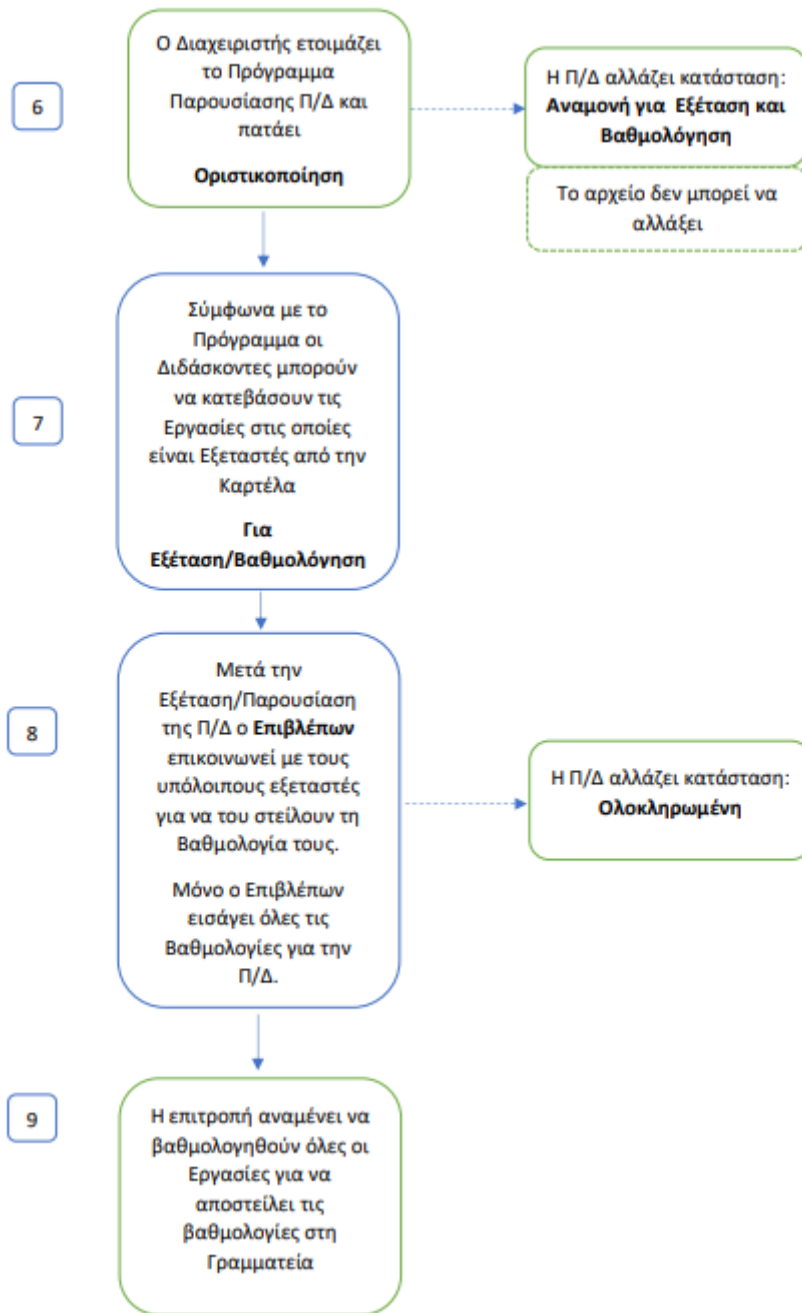 6
Ο Διαχειριστής ετοιμάζει
το Πρόγραμμα
Παρουσίασης Π/Δ και
πατάει
Οριστικοποίηση
Η Π/Δ αλλάζει κατάσταση:
Αναμονή για Εξέταση και
Βαθμολόγηση
Το αρχείο δεν μπορεί να
αλλάξει
7
Σύμφωνα με το
Πρόγραμμα οι
Διδάσκοντες μπορούν
να κατεβάσουν τις
Εργασίες στις οποίες
είναι Εξεταστές από την
Καρτέλα
Για
Εξέταση/Βαθμολόγηση
8
Μετά την
Εξέταση/Παρουσίαση
της Π/Δ ο Επιβλέπων
επικοινωνεί με τους
υπόλοιπους εξεταστές
για να του στείλουν τη
Βαθμολογία τους.
Μόνο ο Επιβλέπων
εισάγει όλες τις
Βαθμολογίες για την
Π/Δ.
Η Π/Δ αλλάζει κατάσταση:
Ολοκληρωμένη
9
Η επιτροπή αναμένει να
βαθμολογηθούν όλες οι
Εργασίες για να
αποστείλει τις
βαθμολογίες στη
Γραμματεία